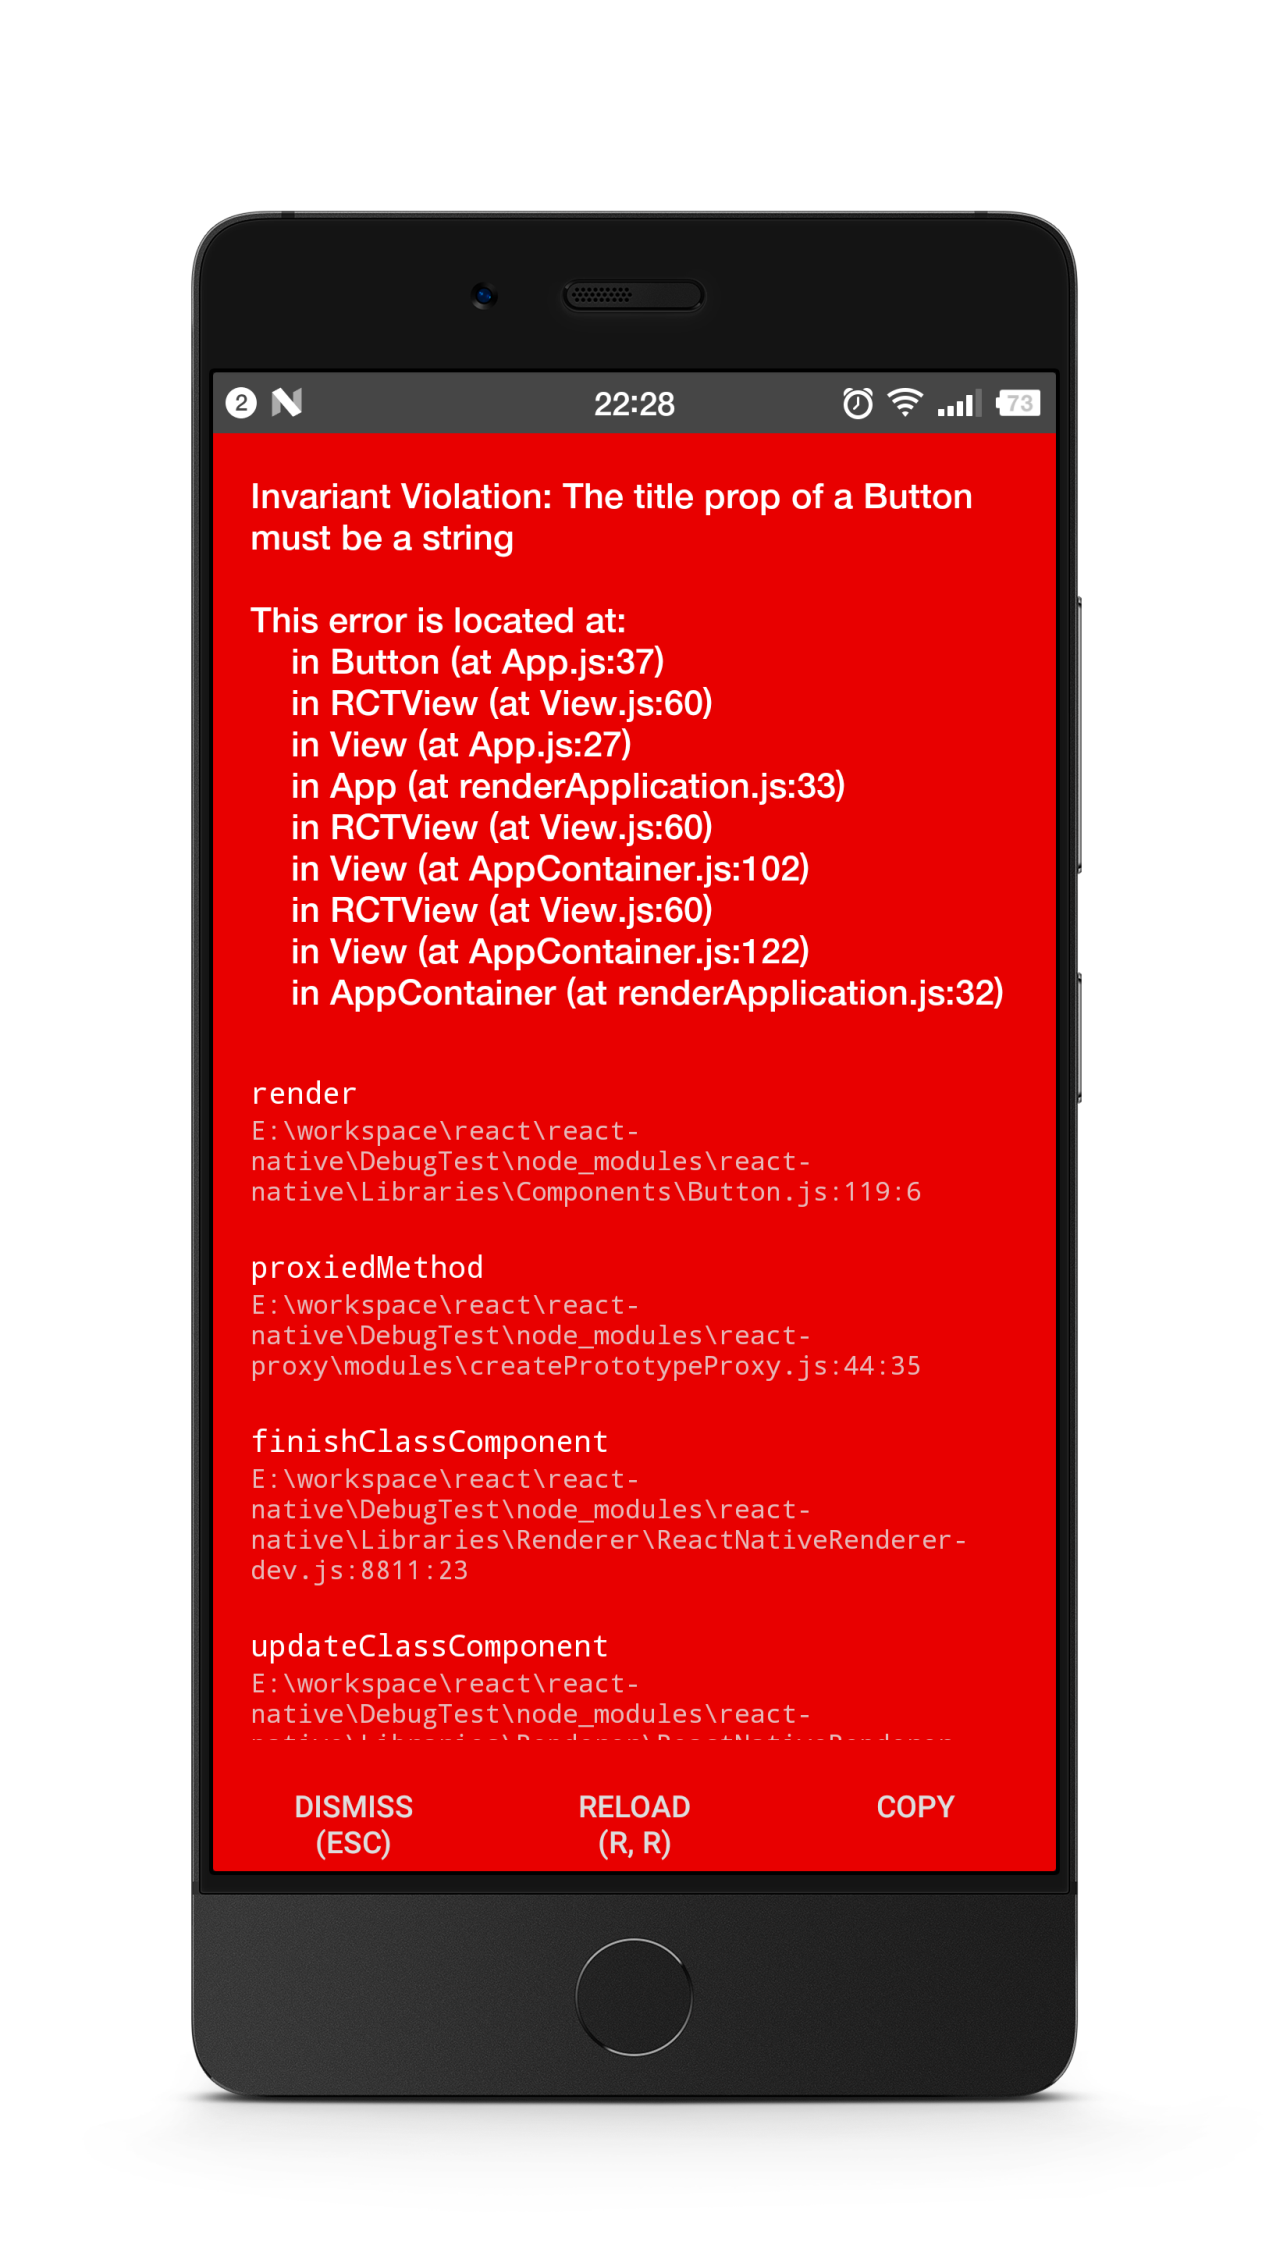 2 N 22:28 73
Invariant Violation: The title prop of a Button
must be a string
This error is located at:
in Button (at App.js:37)
in RCTView (at View.js:60)
in View (at App.js:27)
in App (at renderApplication.js:33)
in RCTView (at View.js:60)
in View (at AppContainer.js:102)
in RCTView (at View.js:60)
in View (at AppContainer.js:122)
in AppContainer (at renderApplication.js:32)
render
E:\workspace\react\react-
native\DebugTest\node_modules\react-
native\Libraries\Components\Button.js:119:6
proxiedMethod
E:\workspace\react\react-
native\DebugTest\node_modules\react-
proxy\modules\createPrototypeProxy.js:44:35
finishClassComponent
E:\workspace\react\react-
native\DebugTest\node_modules\react-
native\Libraries\Renderer\ReactNativeRenderer-
dev.js:8811:23
updateClassComponent
E:\workspace\react\react-
native\DebugTest\node_modules\react-
DISMISS RELOAD COPY
(ESC) (R, R)